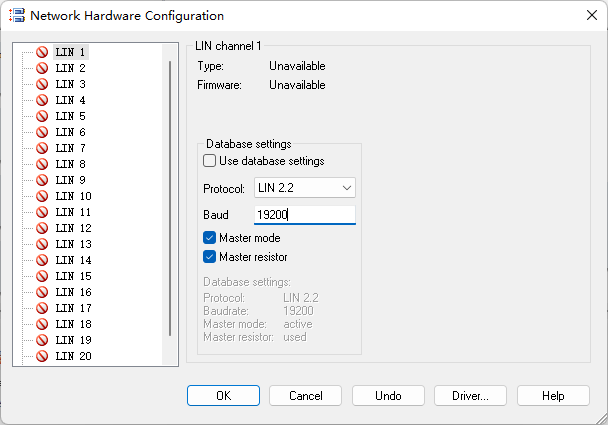 Network Hardware Configuration
LIN 1
LIN 2
LIN 3
LIN 4
LIN 5
LIN 6
LIN 7
LIN 8
LIN 9
LIN 10
LIN 11
LIN 12
LIN 13
LIN 14
LIN 15
LIN 16
LIN 17
LIN 18
LIN 19
LIN 20
LIN channel 1
Type: Unavailable
Firmware: Unavailable
Database settings
Use database settings
Protocol: LIN 2.2
Baud 19200
Master mode
Master resistor
Database settings:
Protocol: LIN 2.2
Baudrate: 19200
Master mode: active
Master resistor: used
OK Cancel Undo Driver... Help